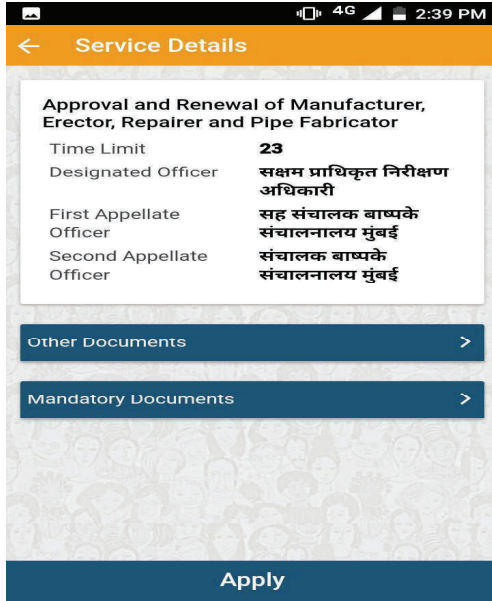 4G 2:39 PM
Service Details
Approval and Renewal of Manufacturer,
Erector, Repairer and Pipe Fabricator
Time Limit 23
Designated Officer सक्षम प्राधिकृत निरीक्षण
अधिकारी
First Appellate सह संचालक बाष्पके
Officer संचालनालय मुंबई
Second Appellate संचालक बाष्पके
Officer संचालनालय मुंबई
Other Documents
Mandatory Documents
Apply